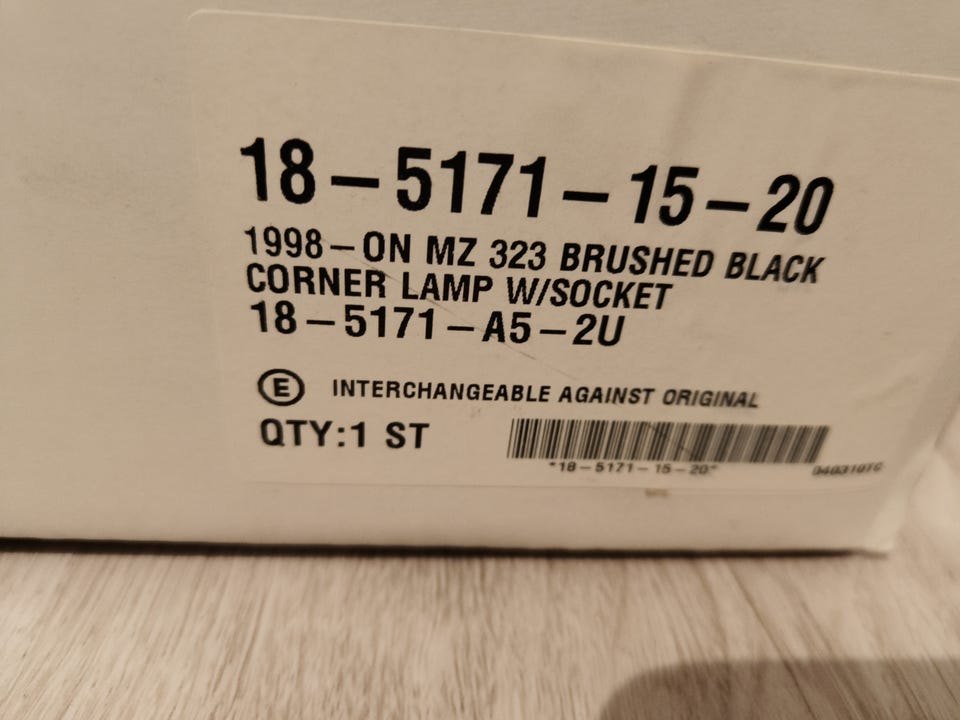 18-5171-15-20
1998-ON MZ 323 BRUSHED BLACK
CORNER LAMP W/SOCKET
18-5171-A5-2U
E INTERCHANGEABLE AGAINST ORIGINAL
QTY:1 ST
*18-5171-15-20*